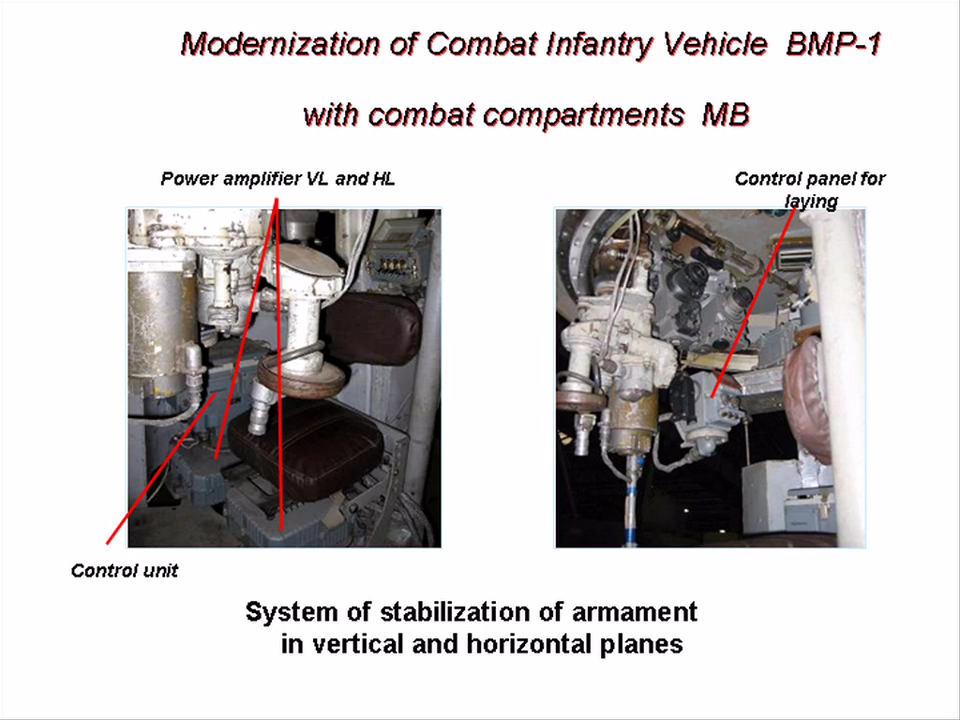 Modernization of Combat Infantry Vehicle BMP-1
with combat compartments MB
Power amplifier VL and HL
Control panel for
laying
Control unit
System of stabilization of armament
in vertical and horizontal planes